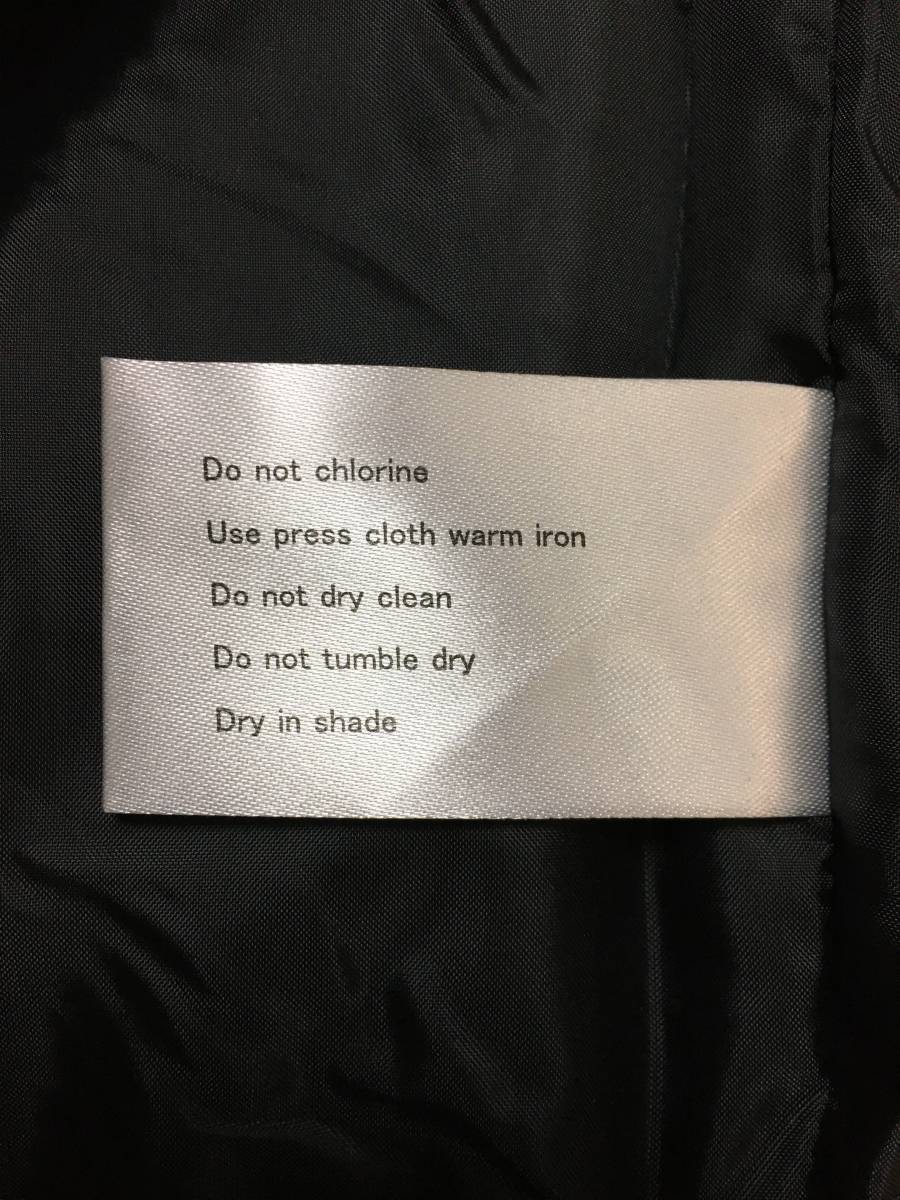 Do not chlorine
Use press cloth warm iron
Do not dry clean
Do not tumble dry
Dry in shade